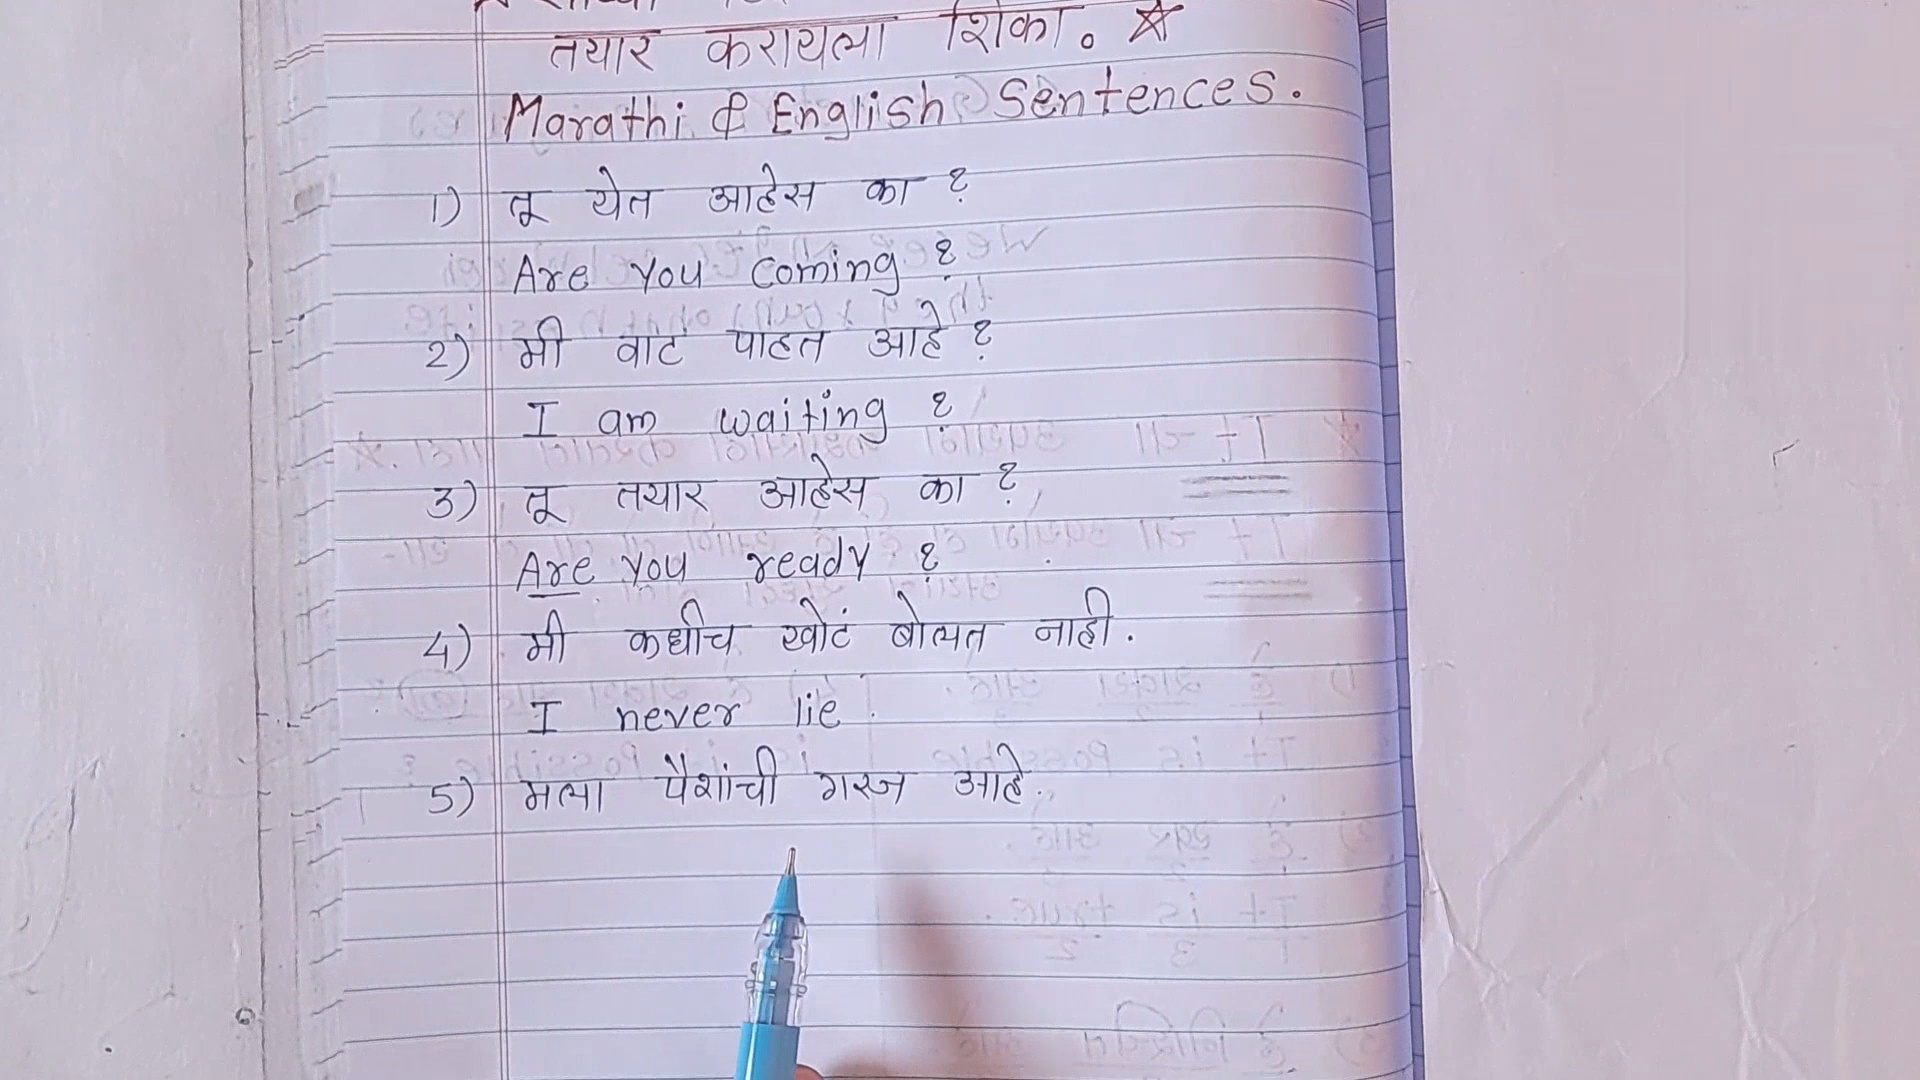 तयार करायला शिका. ☆
Marathi & English Sentences.
1) तू येत आहेस का ?
Are you coming ?
2) मी वाट पाहत आहे ?
I am waiting ?
3) तू तयार आहेस का ?
Are you ready ?
4) मी कधीच खोटं बोलत नाही.
I never lie.
5) मला पैशांची गरज आहे.